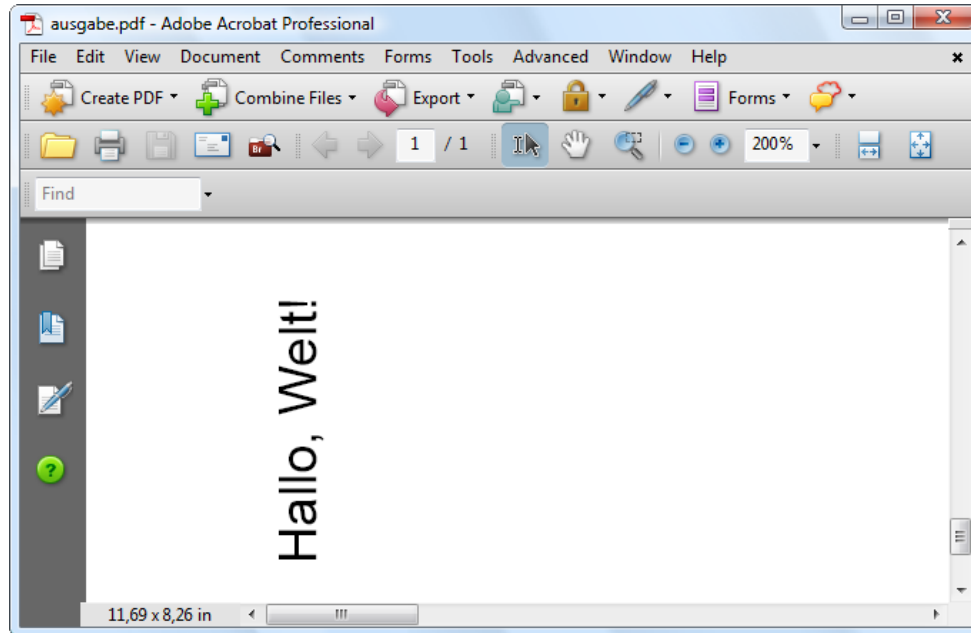 ausgabe.pdf - Adobe Acrobat Professional
File Edit View Document Comments Forms Tools Advanced Window Help
Create PDF Combine Files Export Forms
Br 1 / 1 200%
Find
Hallo, Welt!
?
11,69 x 8,26 in